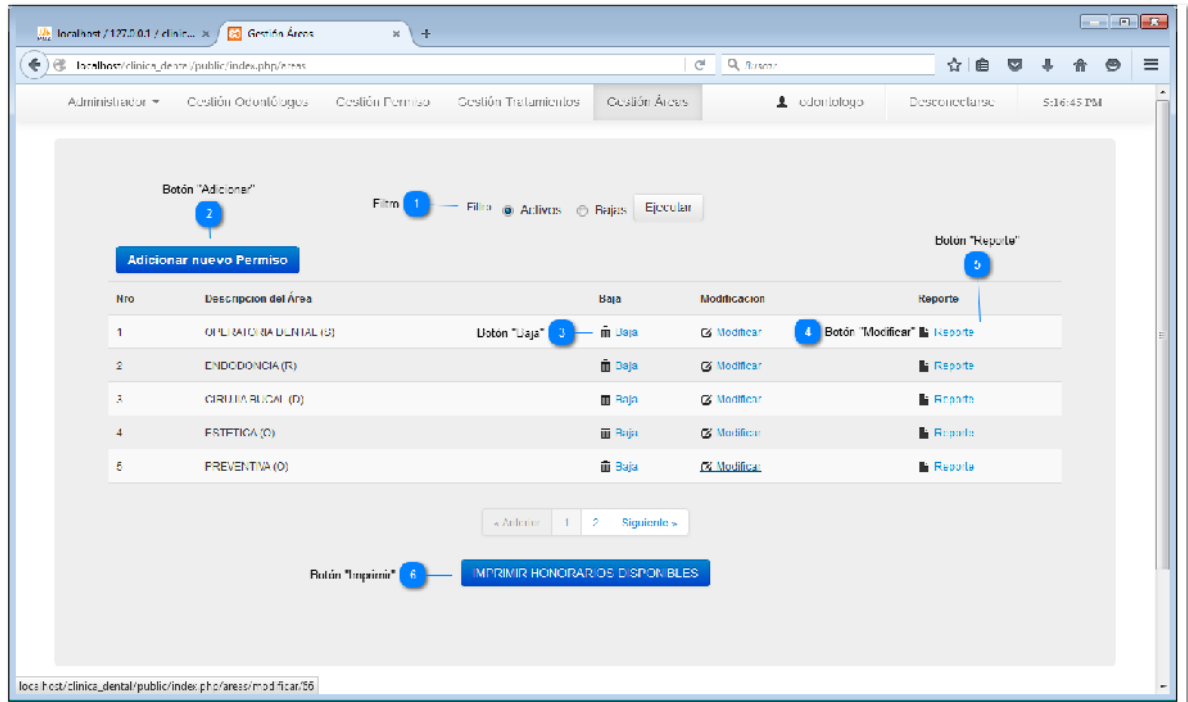 localhost / 127.0.0.1 / clinic... × Gestión Áreas × +
localhost/clinica_dental/public/index.php/areas Buscar
Administrador Gestión Odontólogos Gestión Permiso Gestión Tratamientos Gestión Áreas odontologo Desconectarse 5:16:45 PM
Botón "Adicionar"
2
Filtro 1 Filtro Activos Bajas Ejecutar
Botón "Reporte"
5
Adicionar nuevo Permiso
Nro Descripcion del Área Baja Modificacion Reporte
1 OPERATORIA DENTAL (S) Botón "Baja" 3 Baja Modificar 4 Botón "Modificar" Reporte
2 ENDODONCIA (R) Baja Modificar Reporte
3 CIRUJIA BUCAL (D) Baja Modificar Reporte
4 ESTETICA (O) Baja Modificar Reporte
5 PREVENTIVA (O) Baja Modificar Reporte
« Anterior 1 2 Siguiente »
Botón "Imprimir" 6 IMPRIMIR HONORARIOS DISPONIBLES
localhost/clinica_dental/public/index.php/areas/modificar/56